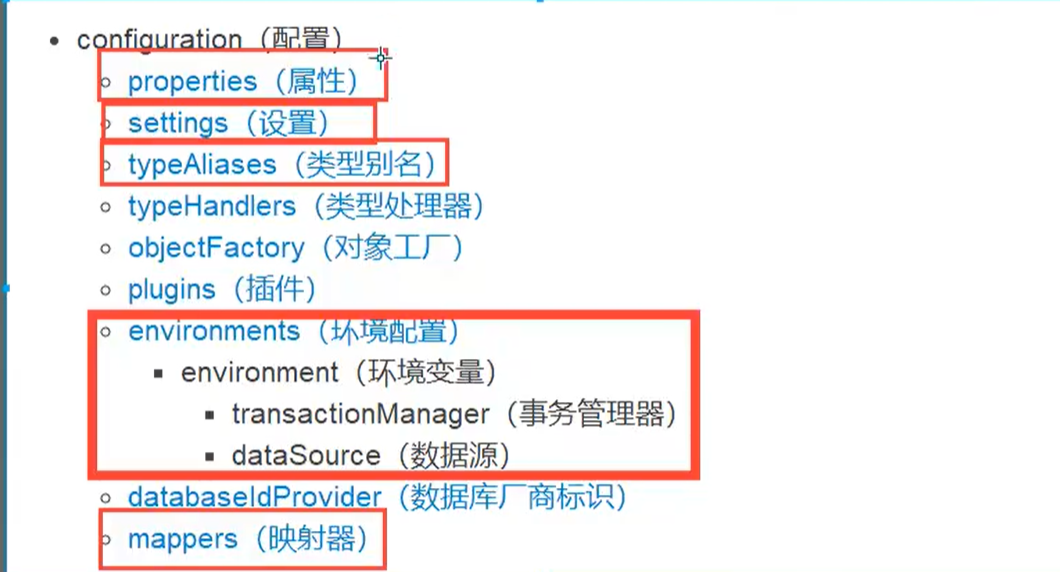 configuration（配置）
properties（属性）
settings（设置）
typeAliases（类型别名）
typeHandlers（类型处理器）
objectFactory（对象工厂）
plugins（插件）
environments（环境配置）
environment（环境变量）
transactionManager（事务管理器）
dataSource（数据源）
databaseIdProvider（数据库厂商标识）
mappers（映射器）